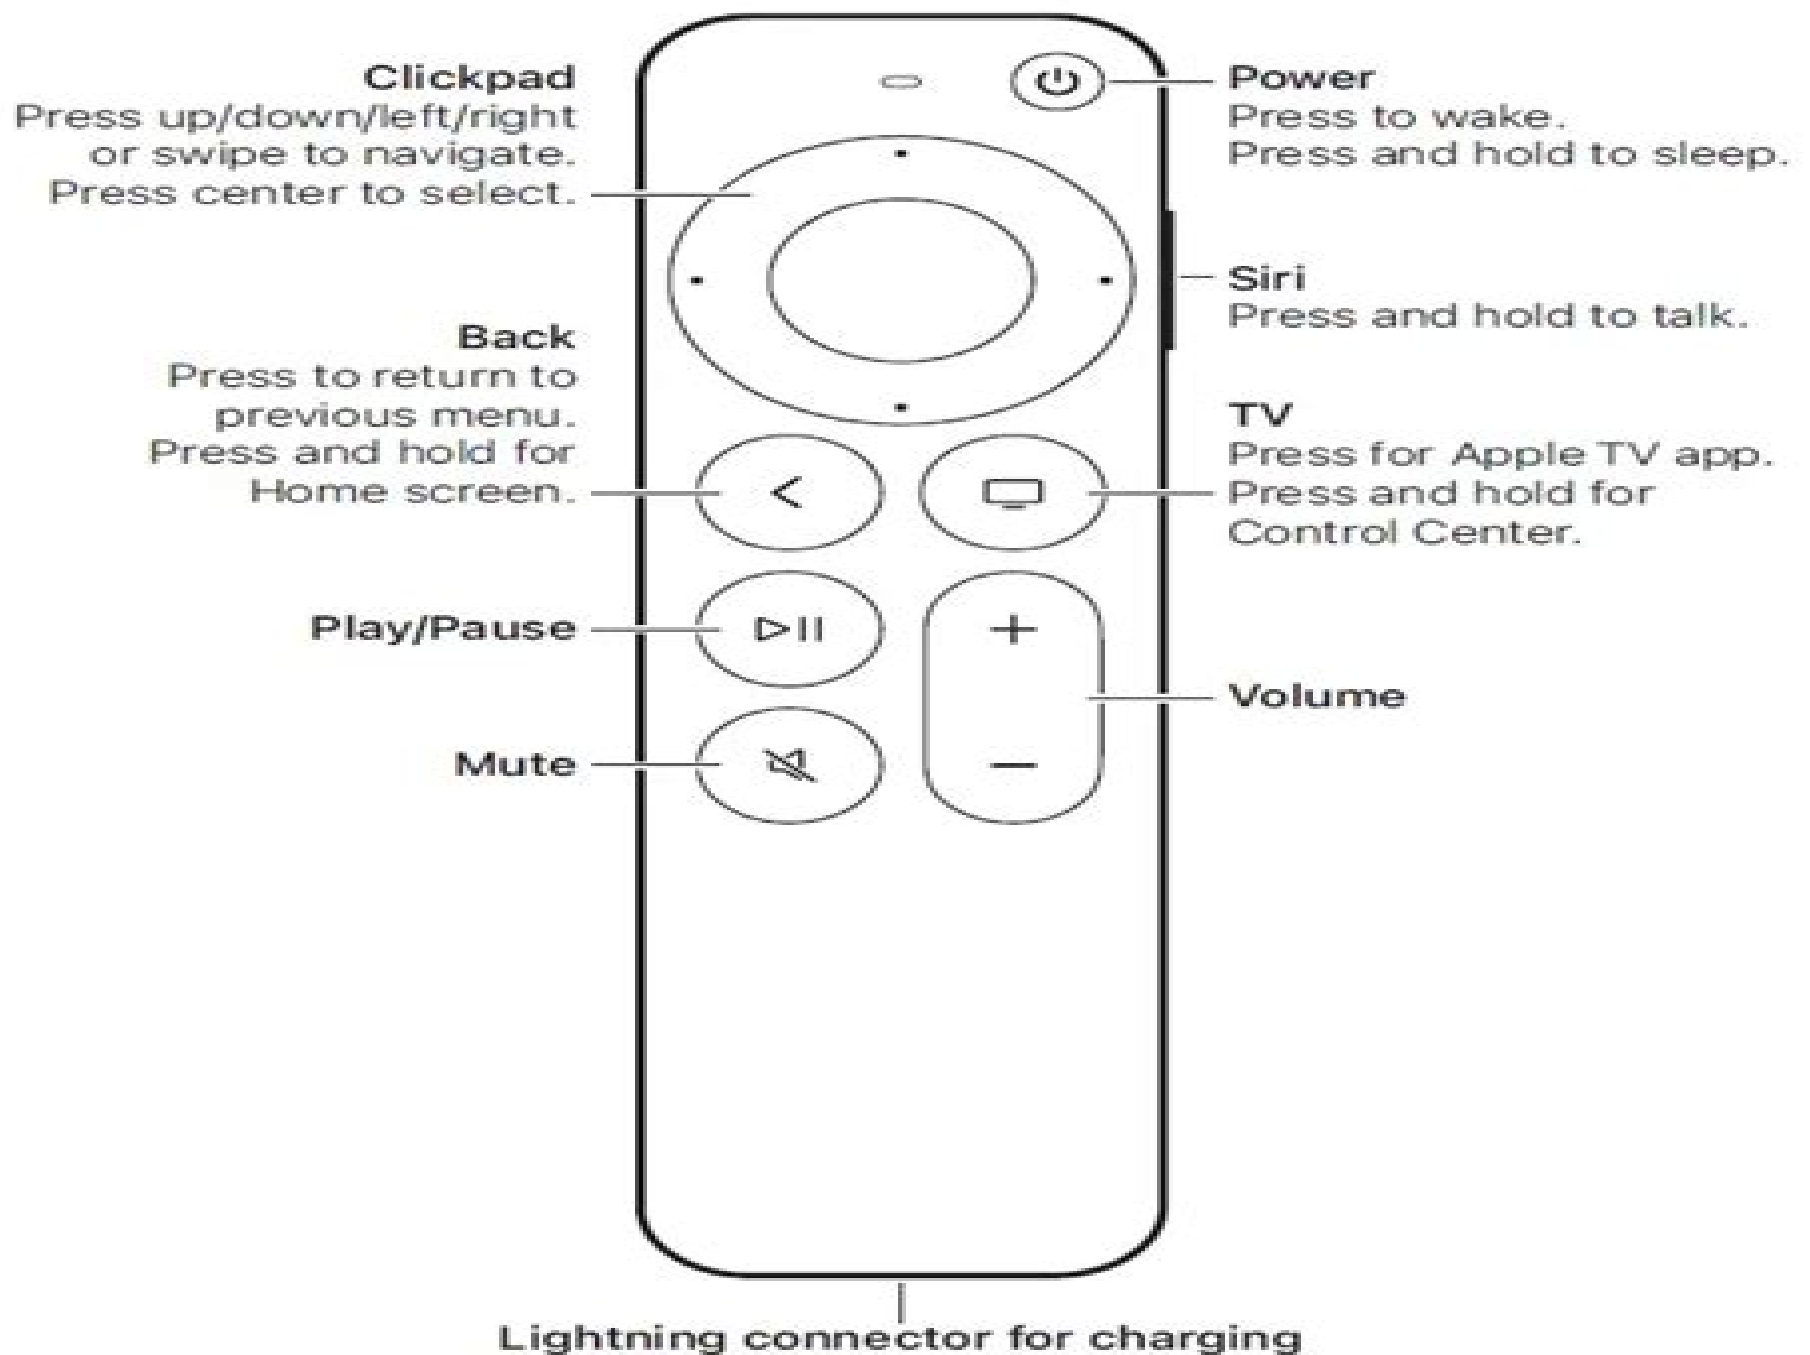 Clickpad
Press up/down/left/right
or swipe to navigate.
Press center to select.
Back
Press to return to
previous menu.
Press and hold for
Home screen.
Play/Pause
Mute
Power
Press to wake.
Press and hold to sleep.
Siri
Press and hold to talk.
TV
Press for Apple TV app.
Press and hold for
Control Center.
Volume
Lightning connector for charging